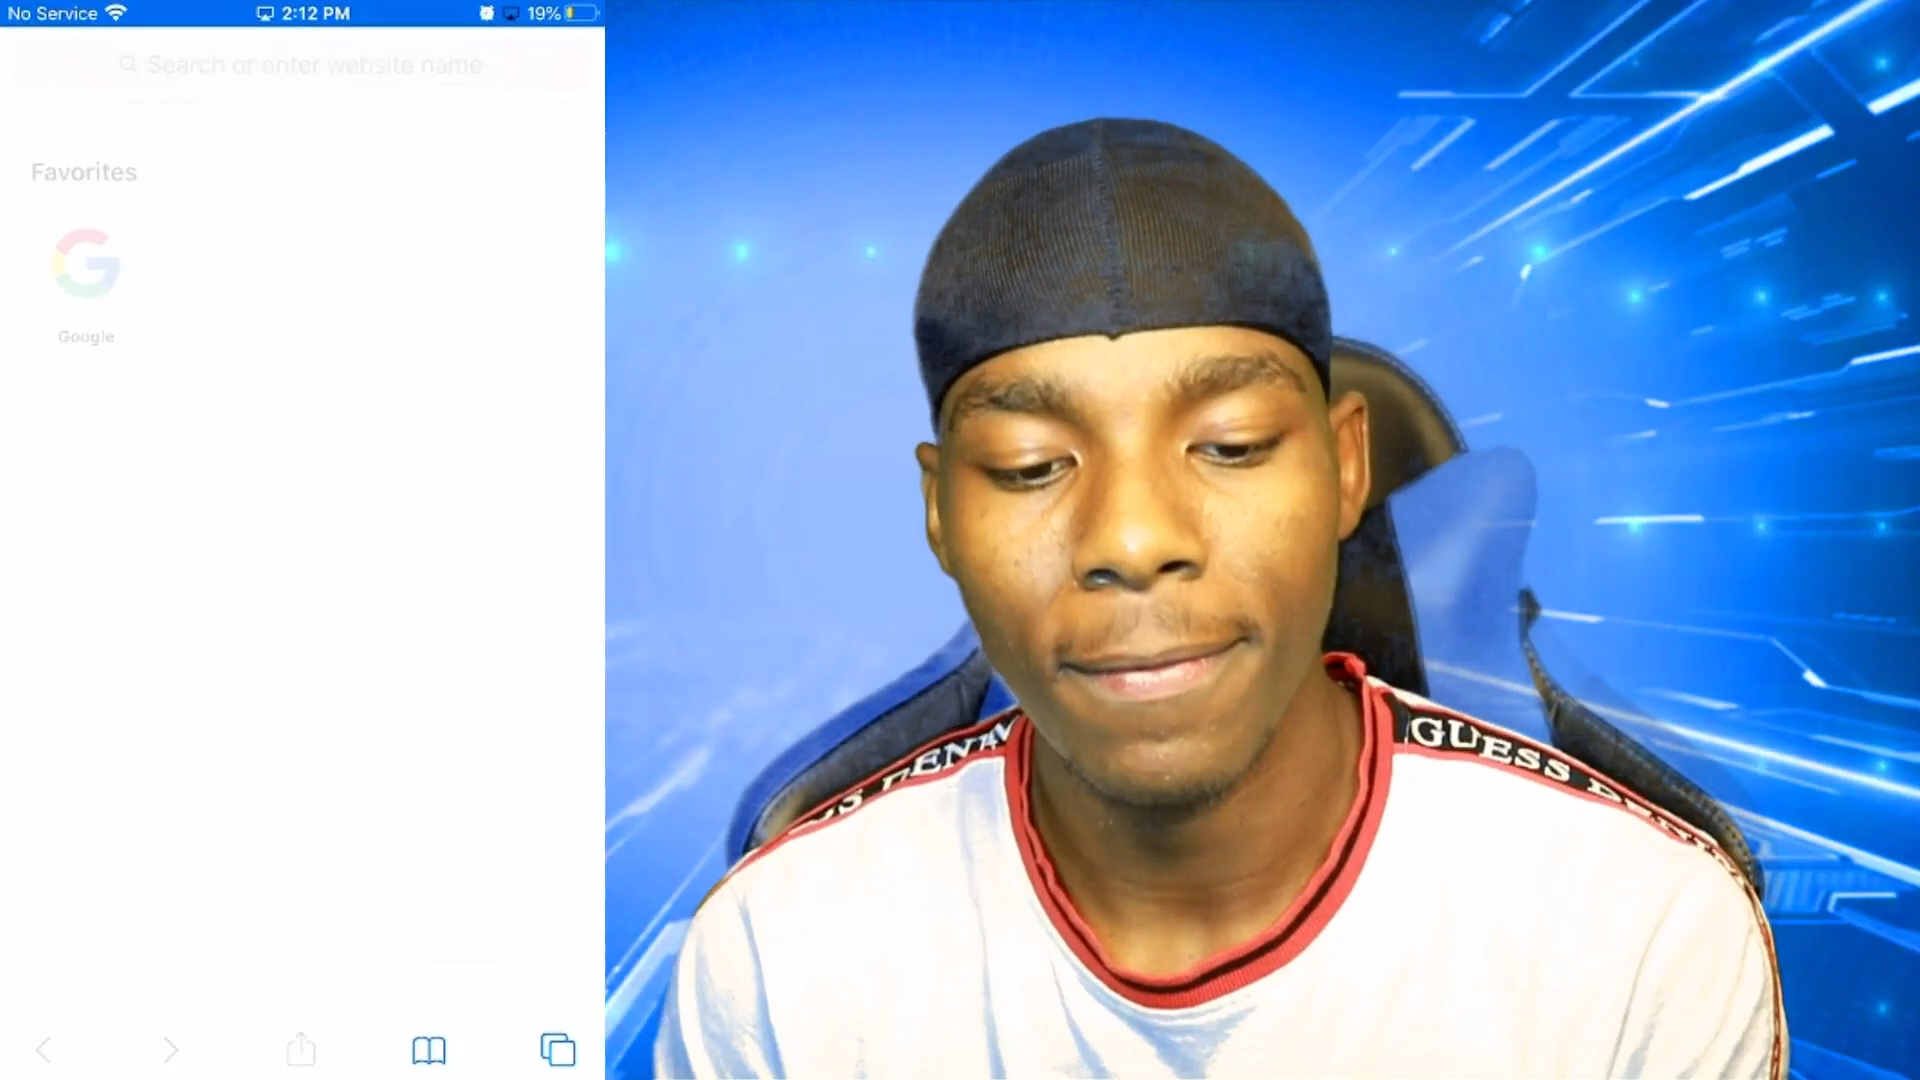 No Service 2:12 PM 19%
Search or enter website name
Favorites
G
Google
GUESS